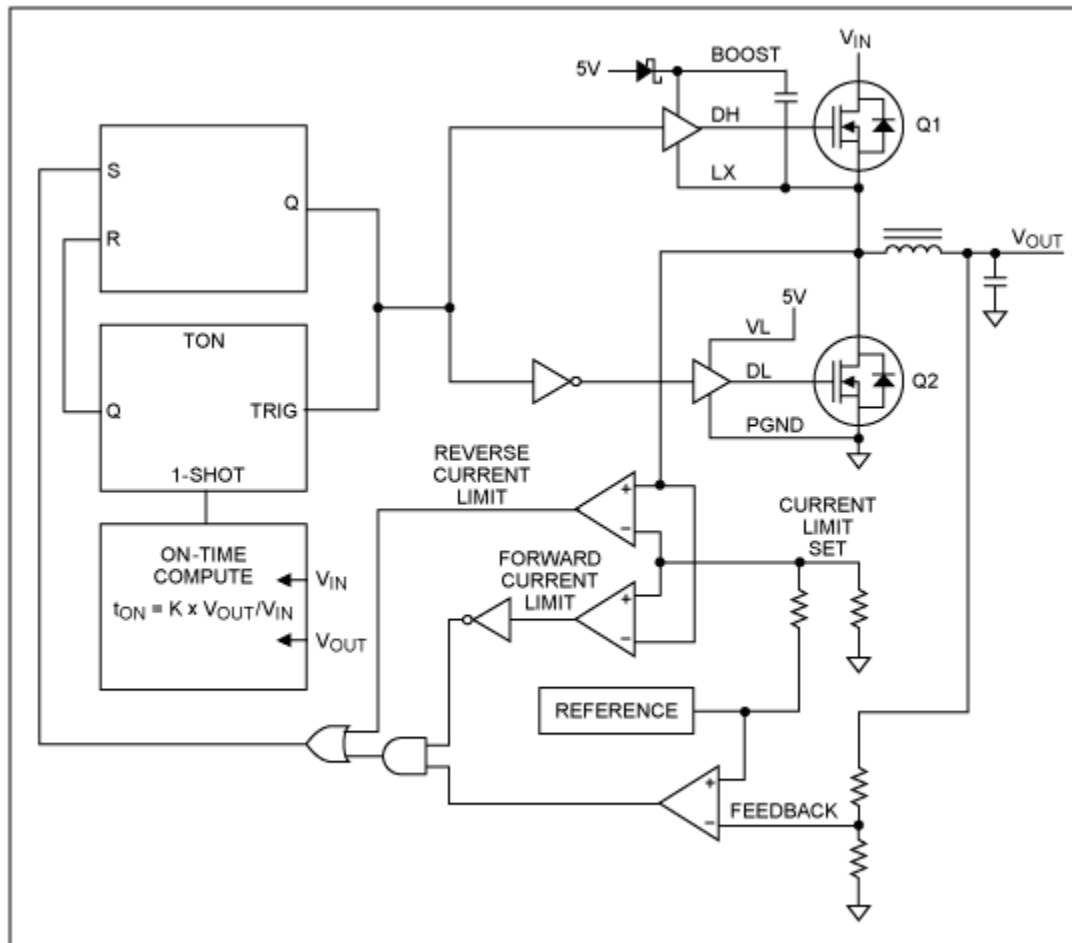 VIN
BOOST
5V
DH
Q1
LX
S
Q
R
VOUT
5V
TON
VL
DL
Q2
Q
TRIG
PGND
1-SHOT
REVERSE
CURRENT
LIMIT
CURRENT
LIMIT
SET
ON-TIME
COMPUTE
VIN
tON = K x VOUT/VIN
VOUT
FORWARD
CURRENT
LIMIT
+
−
+
−
REFERENCE
+
−
FEEDBACK